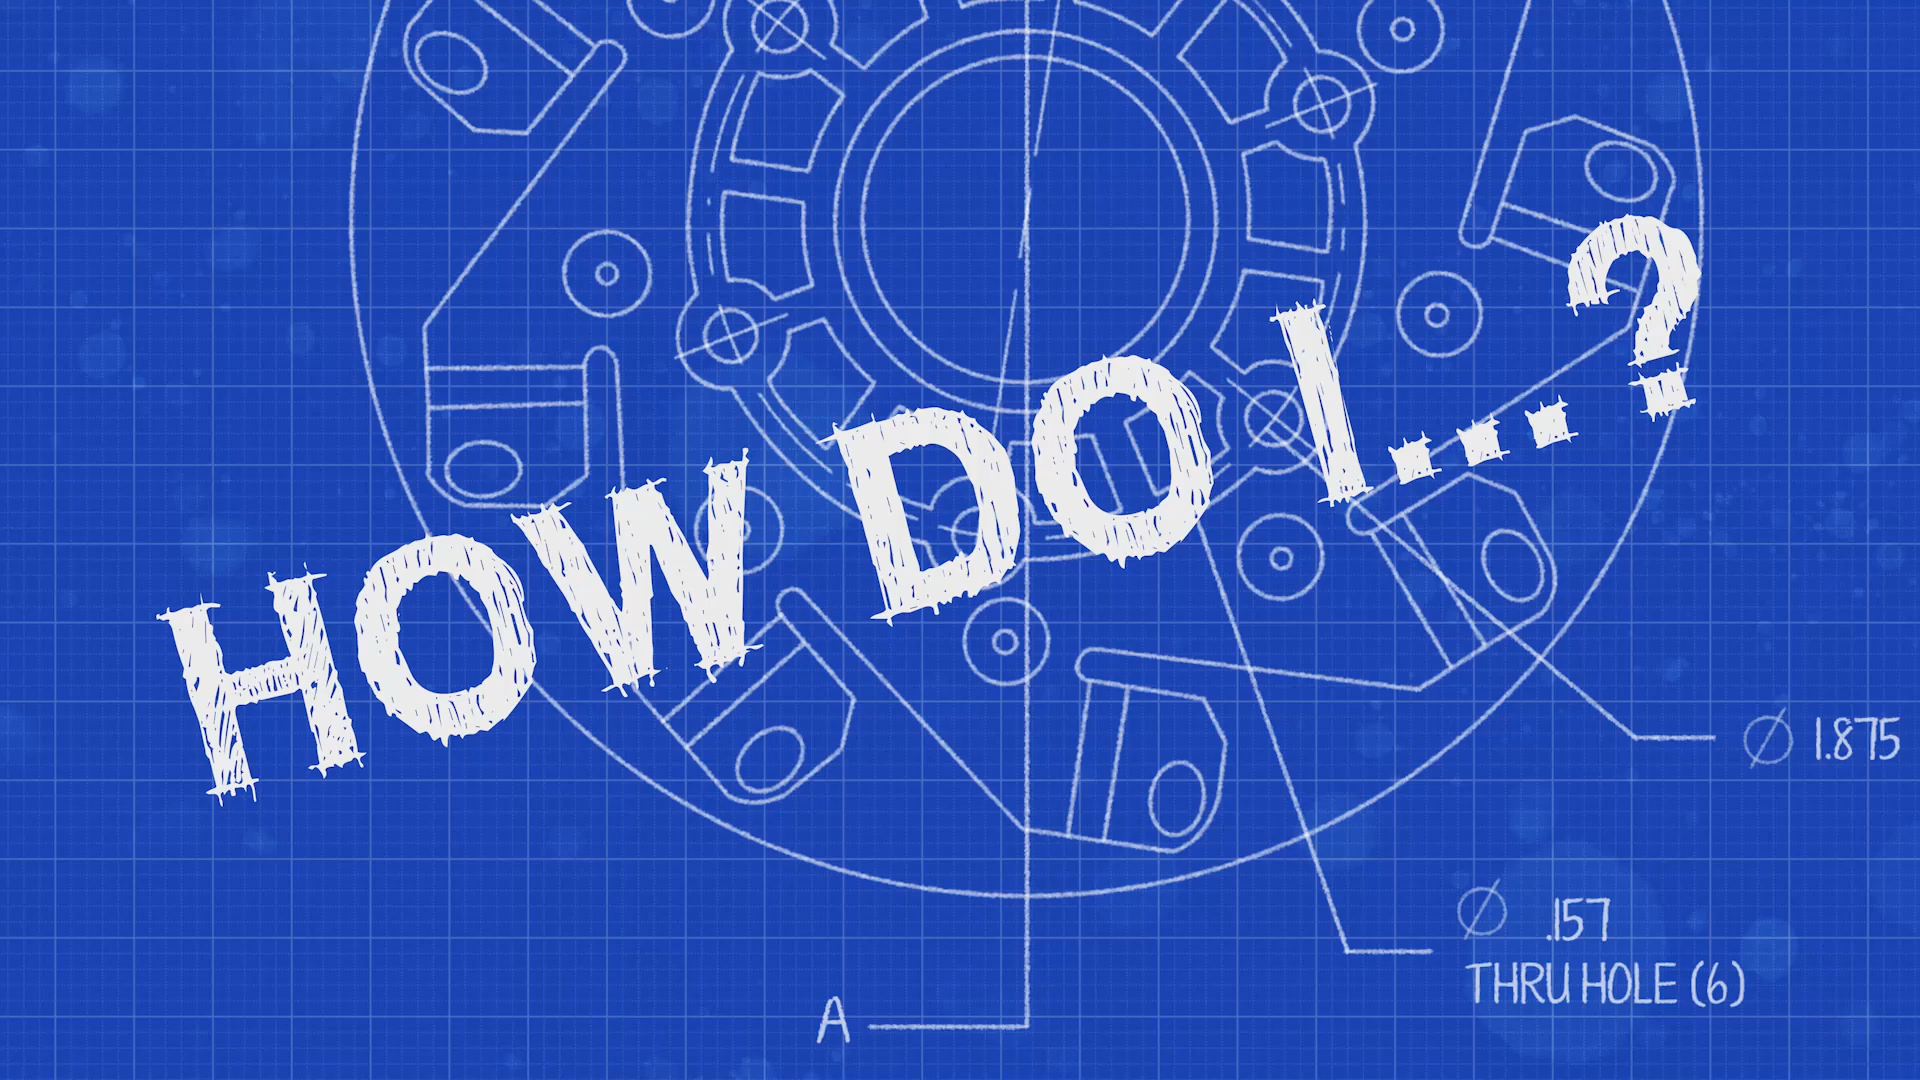 HOW DO I...?
Ø 1.875
Ø .157
THRU HOLE (6)
A